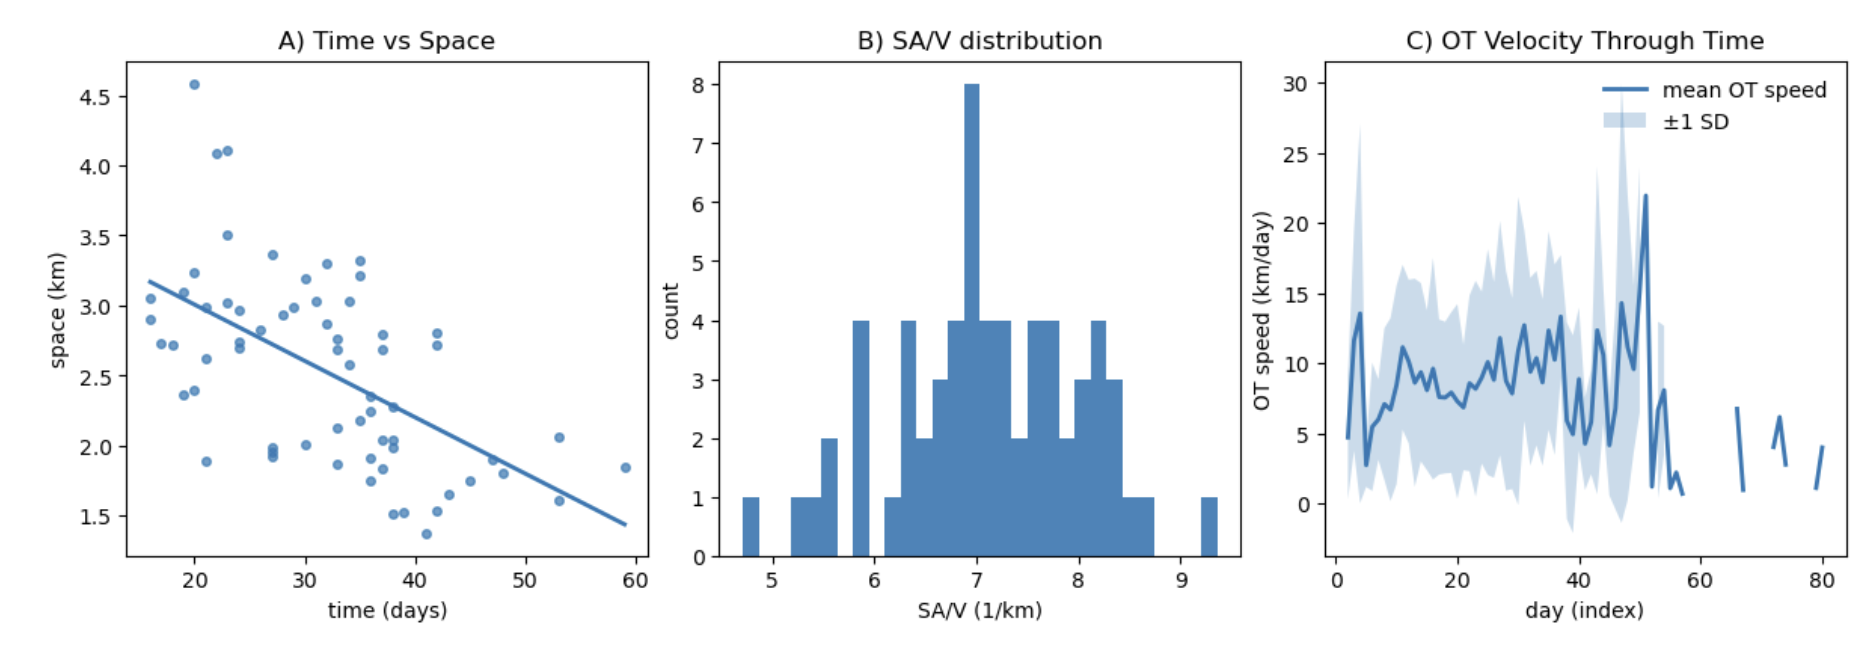 A) Time vs Space
4.5
4.0
3.5
3.0
2.5
2.0
1.5
space (km)
20 30 40 50 60
time (days)
B) SA/V distribution
8
7
6
5
4
3
2
1
0
count
5 6 7 8 9
SA/V (1/km)
C) OT Velocity Through Time
mean OT speed
±1 SD
30
25
20
15
10
5
0
OT speed (km/day)
0 20 40 60 80
day (index)